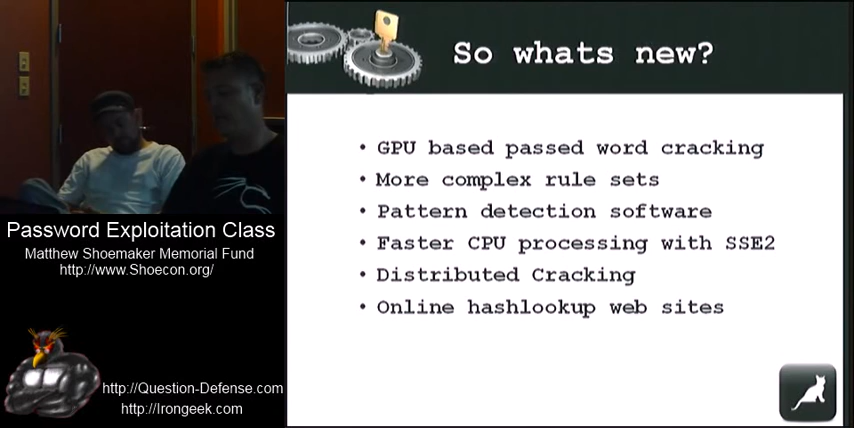 So whats new?
• GPU based passed word cracking
• More complex rule sets
• Pattern detection software
• Faster CPU processing with SSE2
• Distributed Cracking
• Online hashlookup web sites
Password Exploitation Class
Matthew Shoemaker Memorial Fund
http://www.Shoecon.org/
http://Question-Defense.com
http://Irongeek.com